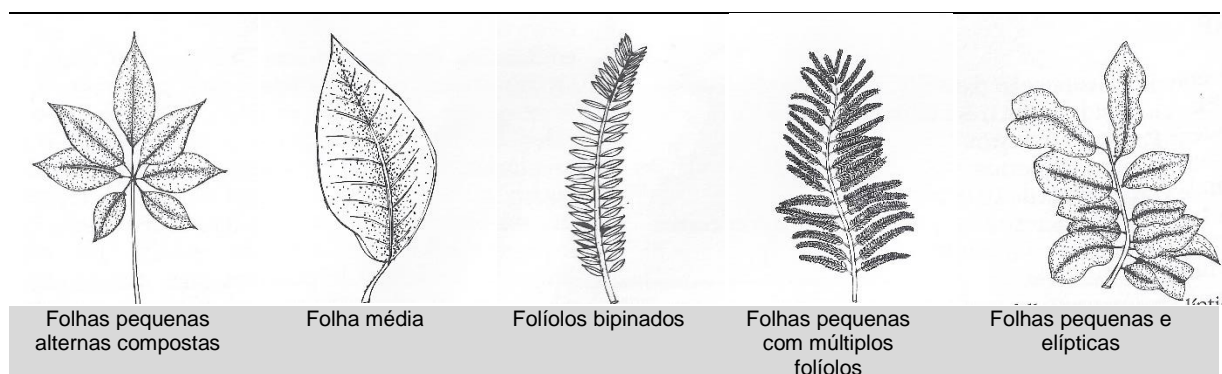 Folhas pequenas
alternas compostas
Folha média
Folíolos bipinados
Folhas pequenas
com múltiplos
folíolos
Folhas pequenas e
elípticas